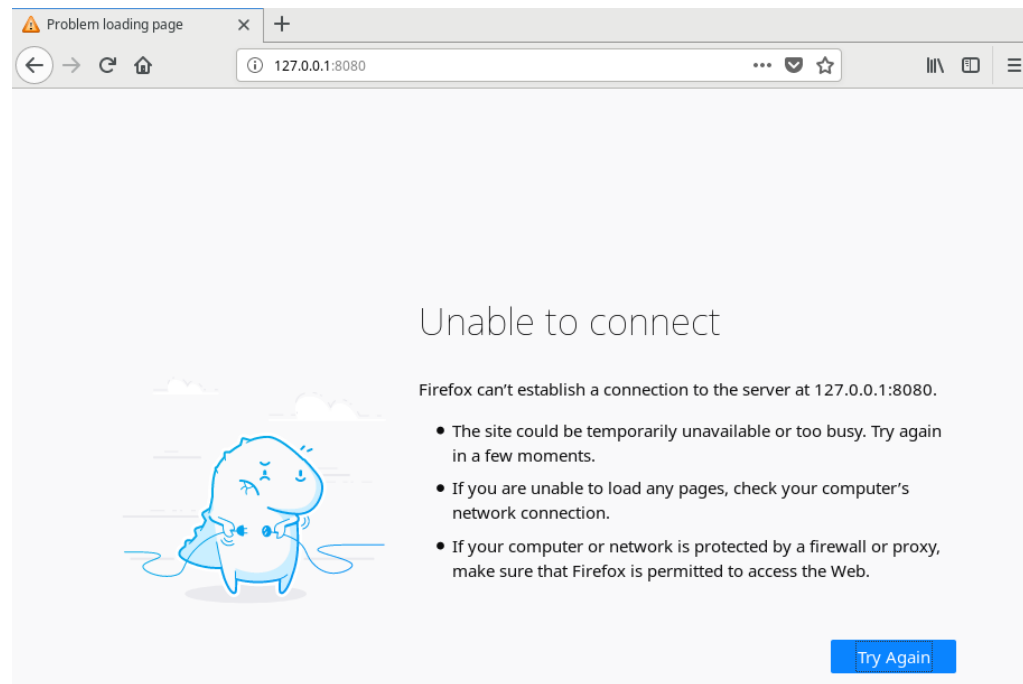 Problem loading page
127.0.0.1:8080
Unable to connect
Firefox can’t establish a connection to the server at 127.0.0.1:8080.
The site could be temporarily unavailable or too busy. Try again
in a few moments.
If you are unable to load any pages, check your computer’s
network connection.
If your computer or network is protected by a firewall or proxy,
make sure that Firefox is permitted to access the Web.
Try Again